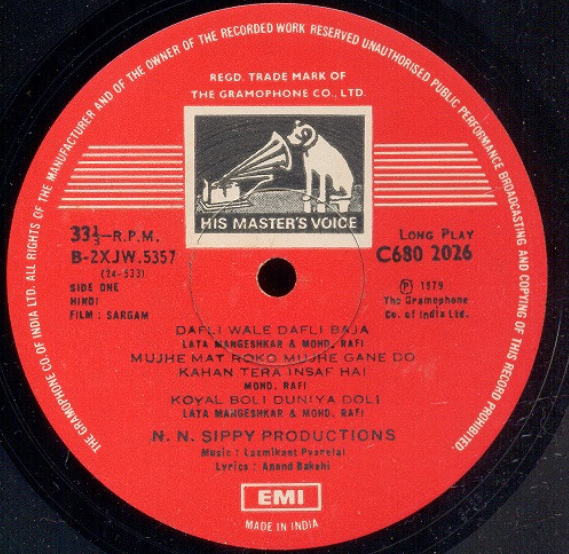 THE GRAMOPHONE CO. OF INDIA LTD. ALL RIGHTS OF THE MANUFACTURER AND OF THE OWNER OF THE RECORDED WORK RESERVED UNAUTHORISED PUBLIC PERFORMANCE BROADCASTING AND COPYING OF THIS RECORD PROHIBITED.
REGD. TRADE MARK OF
THE GRAMOPHONE CO., LTD.
HIS MASTER'S VOICE
33⅓—R.P.M.
B-2XJW.5357
(24-533)
SIDE ONE
HINDI
FILM : SARGAM
LONG PLAY
C680 2026
Ⓟ 1979
The Gramophone
Co. of India Ltd.
DAFLI WALE DAFLI BAJA
LATA MANGESHKAR & MOHD. RAFI
MUJHE MAT ROKO MUJHE GANE DO
KAHAN TERA INSAF HAI
MOHD. RAFI
KOYAL BOLI DUNIYA DOLI
LATA MANGESHKAR & MOHD. RAFI
N. N. SIPPY PRODUCTIONS
Music : Laxmikant Pyarelal
Lyrics : Anand Bakshi
EMI
MADE IN INDIA